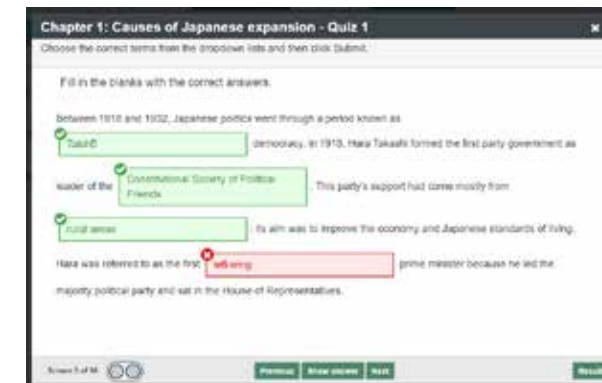 Chapter 1: Causes of Japanese expansion - Quiz 1
Choose the correct terms from the dropdown lists and then click Submit.
Fill in the blanks with the correct answers.
Between 1918 and 1932, Japanese politics went through a period known as
Taishō democracy. In 1918, Hara Takashi formed the first party government as
leader of the Constitutional Society of Political Friends . This party's support had come mostly from
rural areas . Its aim was to improve the economy and Japanese standards of living.
Hara was referred to as the first prime minister because he led the
majority political party and sat in the House of Representatives.
Previous Show answer Next